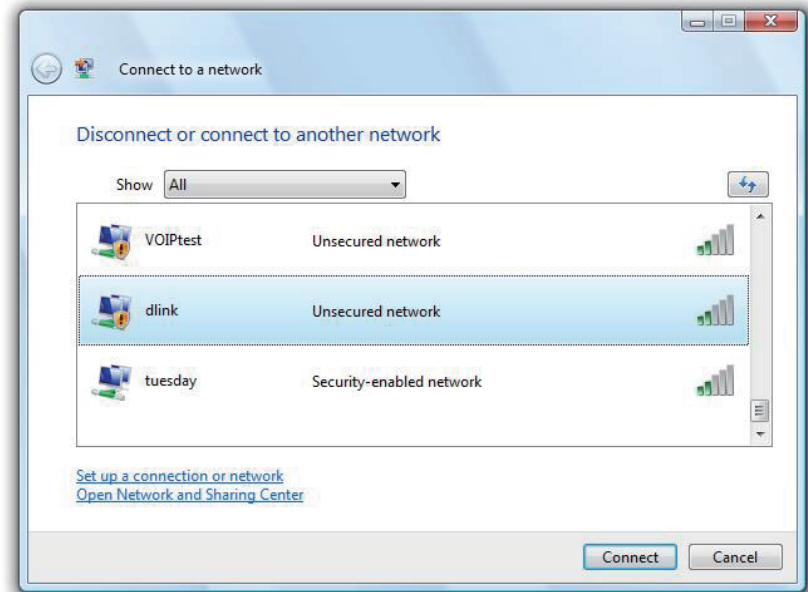 Connect to a network
Disconnect or connect to another network
Show All
VOIPtest Unsecured network
dlink Unsecured network
tuesday Security-enabled network
Set up a connection or network
Open Network and Sharing Center
Connect Cancel